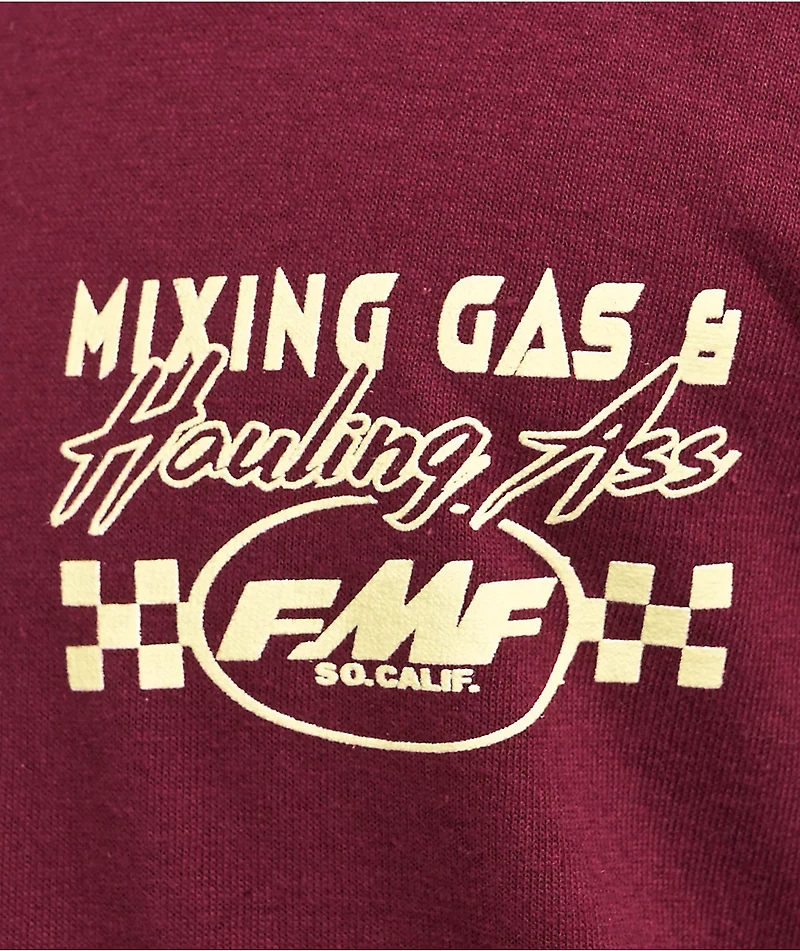 MIXING GAS &
Hauling Ass
FMF
SO.CALIF.